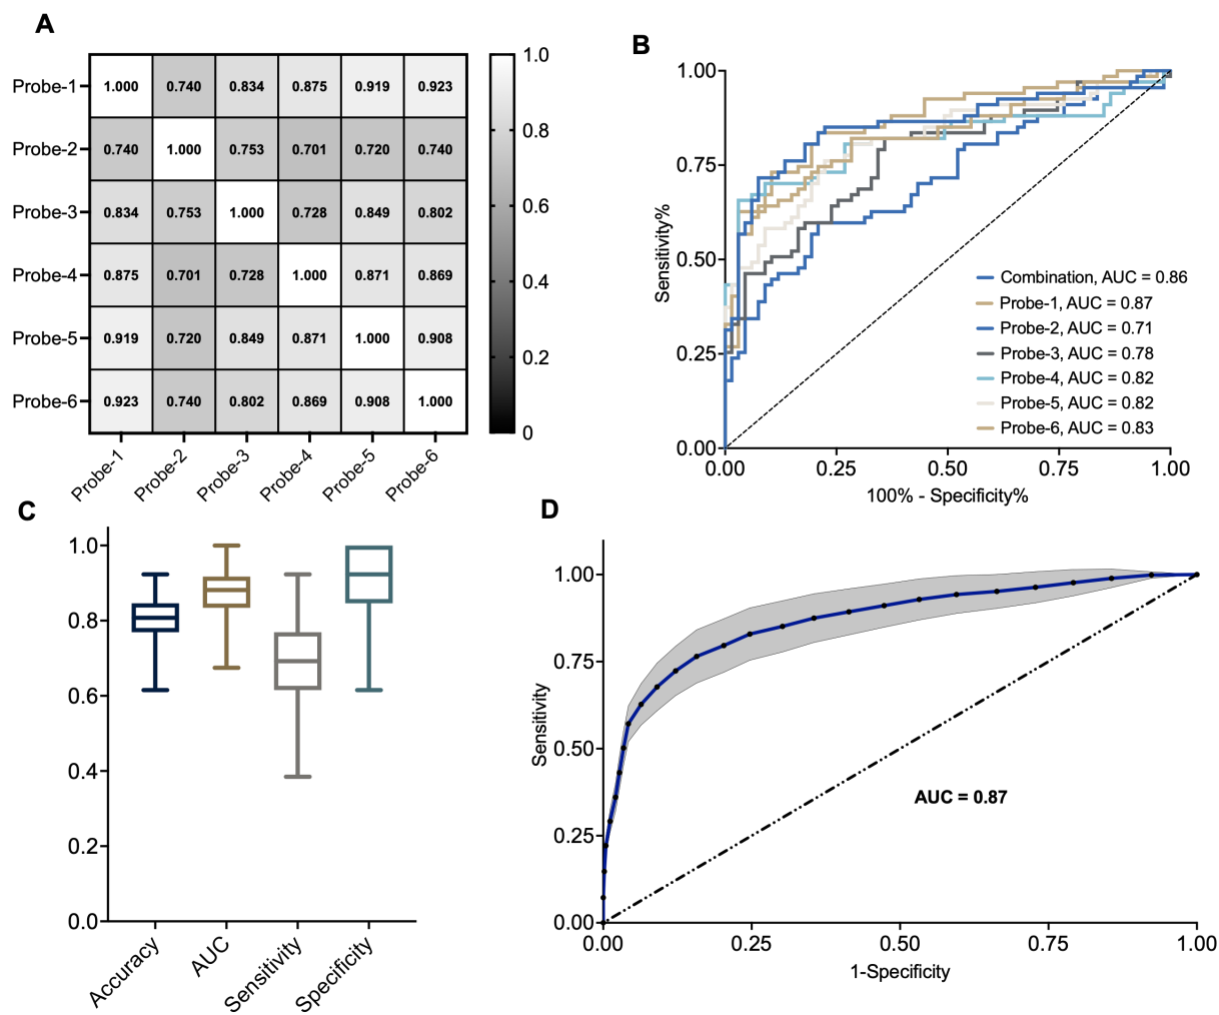 A
Probe-1 1.000 0.740 0.834 0.875 0.919 0.923
Probe-2 0.740 1.000 0.753 0.701 0.720 0.740
Probe-3 0.834 0.753 1.000 0.728 0.849 0.802
Probe-4 0.875 0.701 0.728 1.000 0.871 0.869
Probe-5 0.919 0.720 0.849 0.871 1.000 0.908
Probe-6 0.923 0.740 0.802 0.869 0.908 1.000
Probe-1 Probe-2 Probe-3 Probe-4 Probe-5 Probe-6
1.0
0.8
0.6
0.4
0.2
0
B
Sensitivity%
1.00
0.75
0.50
0.25
0.00
Combination, AUC = 0.86
Probe-1, AUC = 0.87
Probe-2, AUC = 0.71
Probe-3, AUC = 0.78
Probe-4, AUC = 0.82
Probe-5, AUC = 0.82
Probe-6, AUC = 0.83
0.00 0.25 0.50 0.75 1.00
100% - Specificity%
C
1.0
0.8
0.6
0.4
0.2
0.0
Accuracy AUC Sensitivity Specificity
D
Sensitivity
1.00
0.75
0.50
0.25
0.00
AUC = 0.87
0.00 0.25 0.50 0.75 1.00
1-Specificity